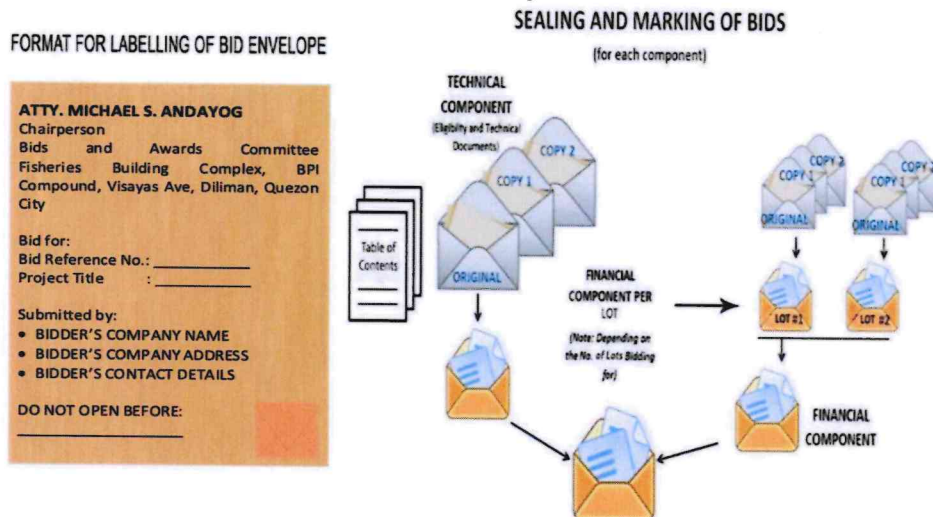 SEALING AND MARKING OF BIDS
(for each component)
FORMAT FOR LABELLING OF BID ENVELOPE
ATTY. MICHAEL S. ANDAYOG
Chairperson
Bids and Awards Committee
Fisheries Building Complex, BPI
Compound, Visayas Ave, Diliman, Quezon
City
Bid for:
Bid Reference No.: ____________
Project Title : ____________
Submitted by:
• BIDDER'S COMPANY NAME
• BIDDER'S COMPANY ADDRESS
• BIDDER'S CONTACT DETAILS
DO NOT OPEN BEFORE:
____________________
TECHNICAL
COMPONENT
(Eligibility and Technical
Documents)
COPY 2
COPY 1
ORIGINAL
Table of
Contents
FINANCIAL
COMPONENT PER
LOT
(Note: Depending on
the No. of Lots Bidding
for)
COPY 2
COPY 1
ORIGINAL
COPY 2
COPY 1
ORIGINAL
LOT #1
LOT #2
FINANCIAL
COMPONENT